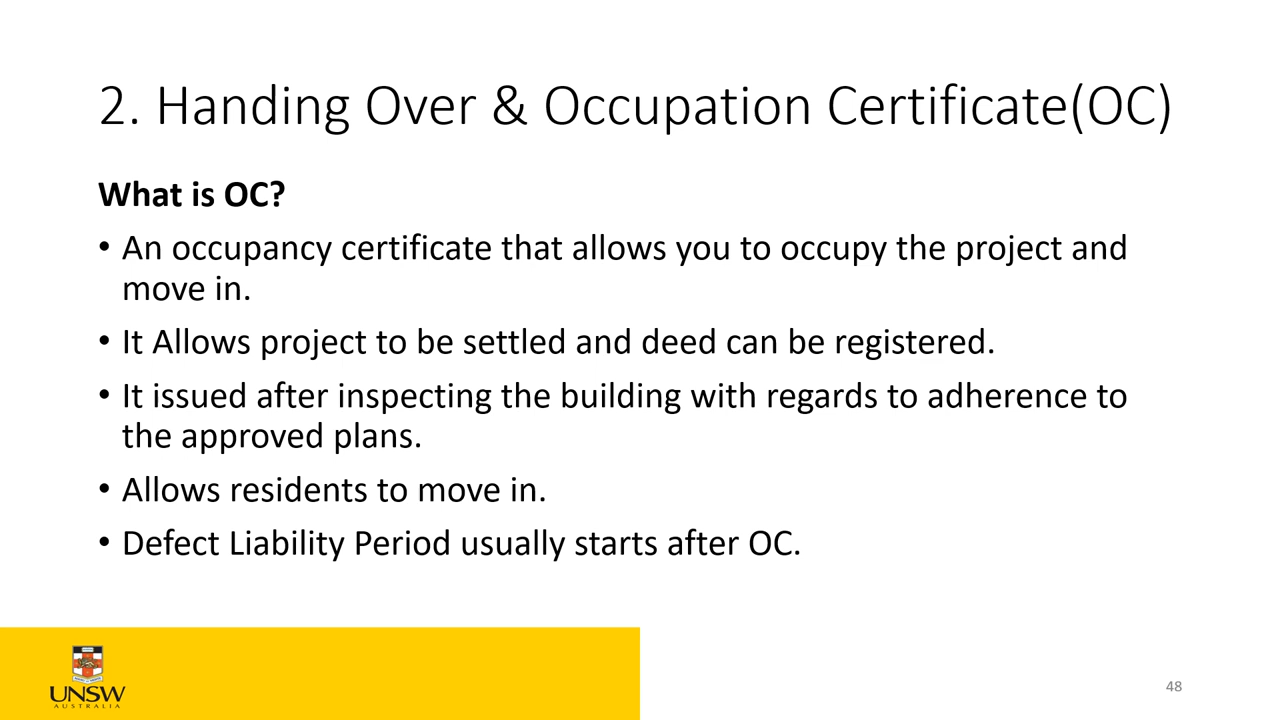 2. Handing Over & Occupation Certificate(OC)
What is OC?
• An occupancy certificate that allows you to occupy the project and
move in.
• It Allows project to be settled and deed can be registered.
• It issued after inspecting the building with regards to adherence to
the approved plans.
• Allows residents to move in.
• Defect Liability Period usually starts after OC.
UNSW
AUSTRALIA
48